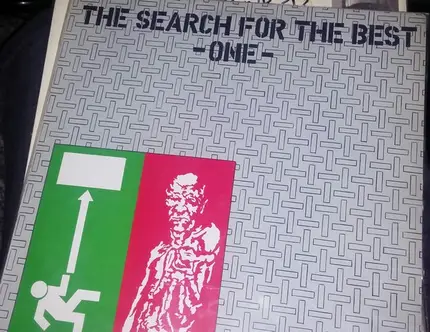 THE SEARCH FOR THE BEST
-ONE-